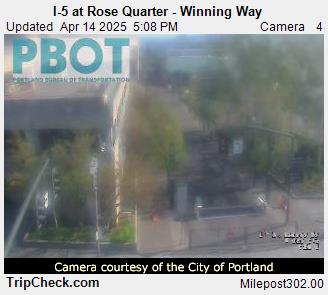 I-5 at Rose Quarter - Winning Way
Updated Apr 14 2025 5:08 PM Camera 4
PBOT
PORTLAND BUREAU OF TRANSPORTATION
Camera courtesy of the City of Portland
TripCheck.com Milepost302.00